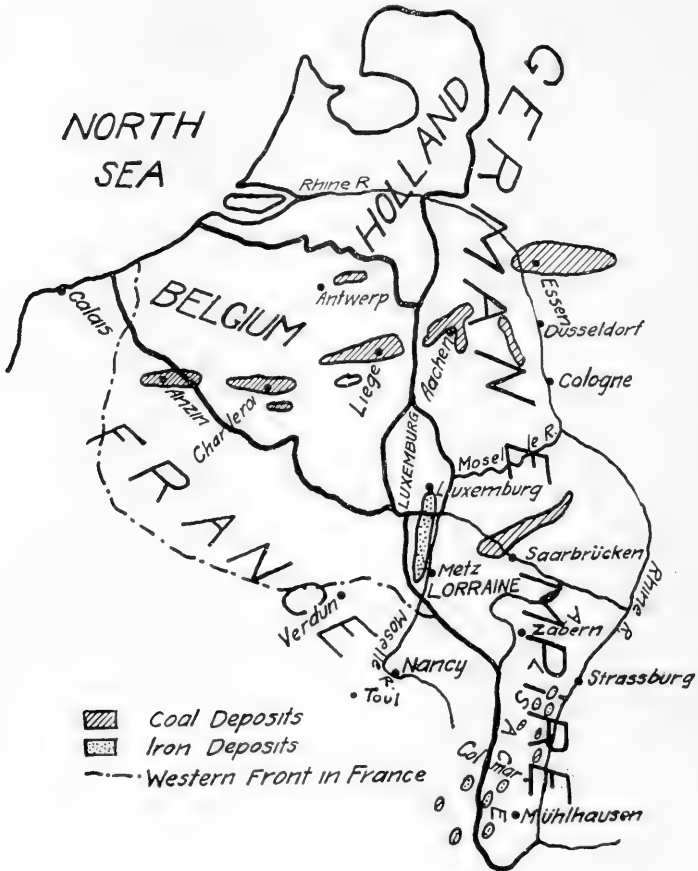 NORTH
SEA
GERMAN EMPIRE
HOLLAND
Rhine R
Calais
BELGIUM
Antwerp
Essen
Düsseldorf
Cologne
Aachen
Liege
Anzin
Charleroi
FRANCE
LUXEMBURG
Moselle R.
Luxemburg
Saarbrücken
Metz
LORRAINE
Rhine R.
Verdun
Moselle R.
Zabern
Nancy
Toul
Strassburg
ALSACE
Colmar
Mühlhausen
Coal Deposits
Iron Deposits
Western Front in France